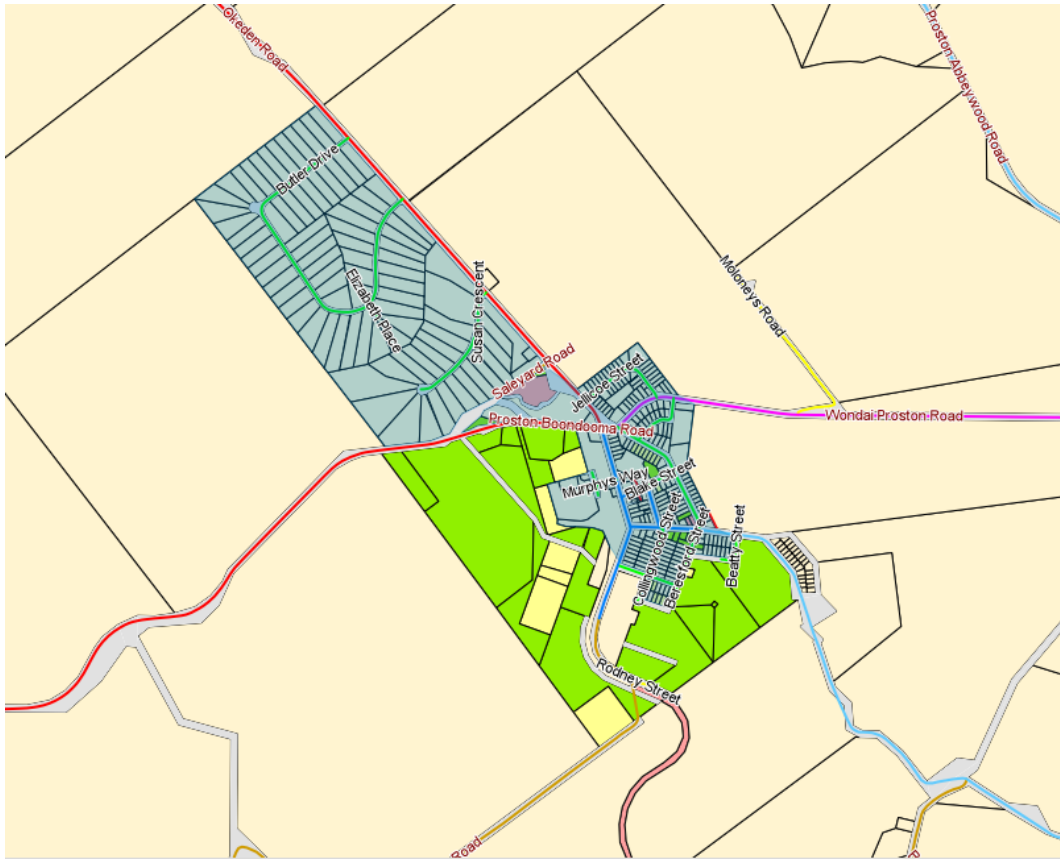 Okeden Road
Proston Abbeywood Road
Butler Drive
Elizabeth Place
Susan Crescent
Moloneys Road
Saleyard Road
Jellicoe Street
Proston Boondooma Road
Wondai Proston Road
Murphys Way
Blake Street
Collingwood Street
Beresford Street
Beatty Street
Rodney Street
Road